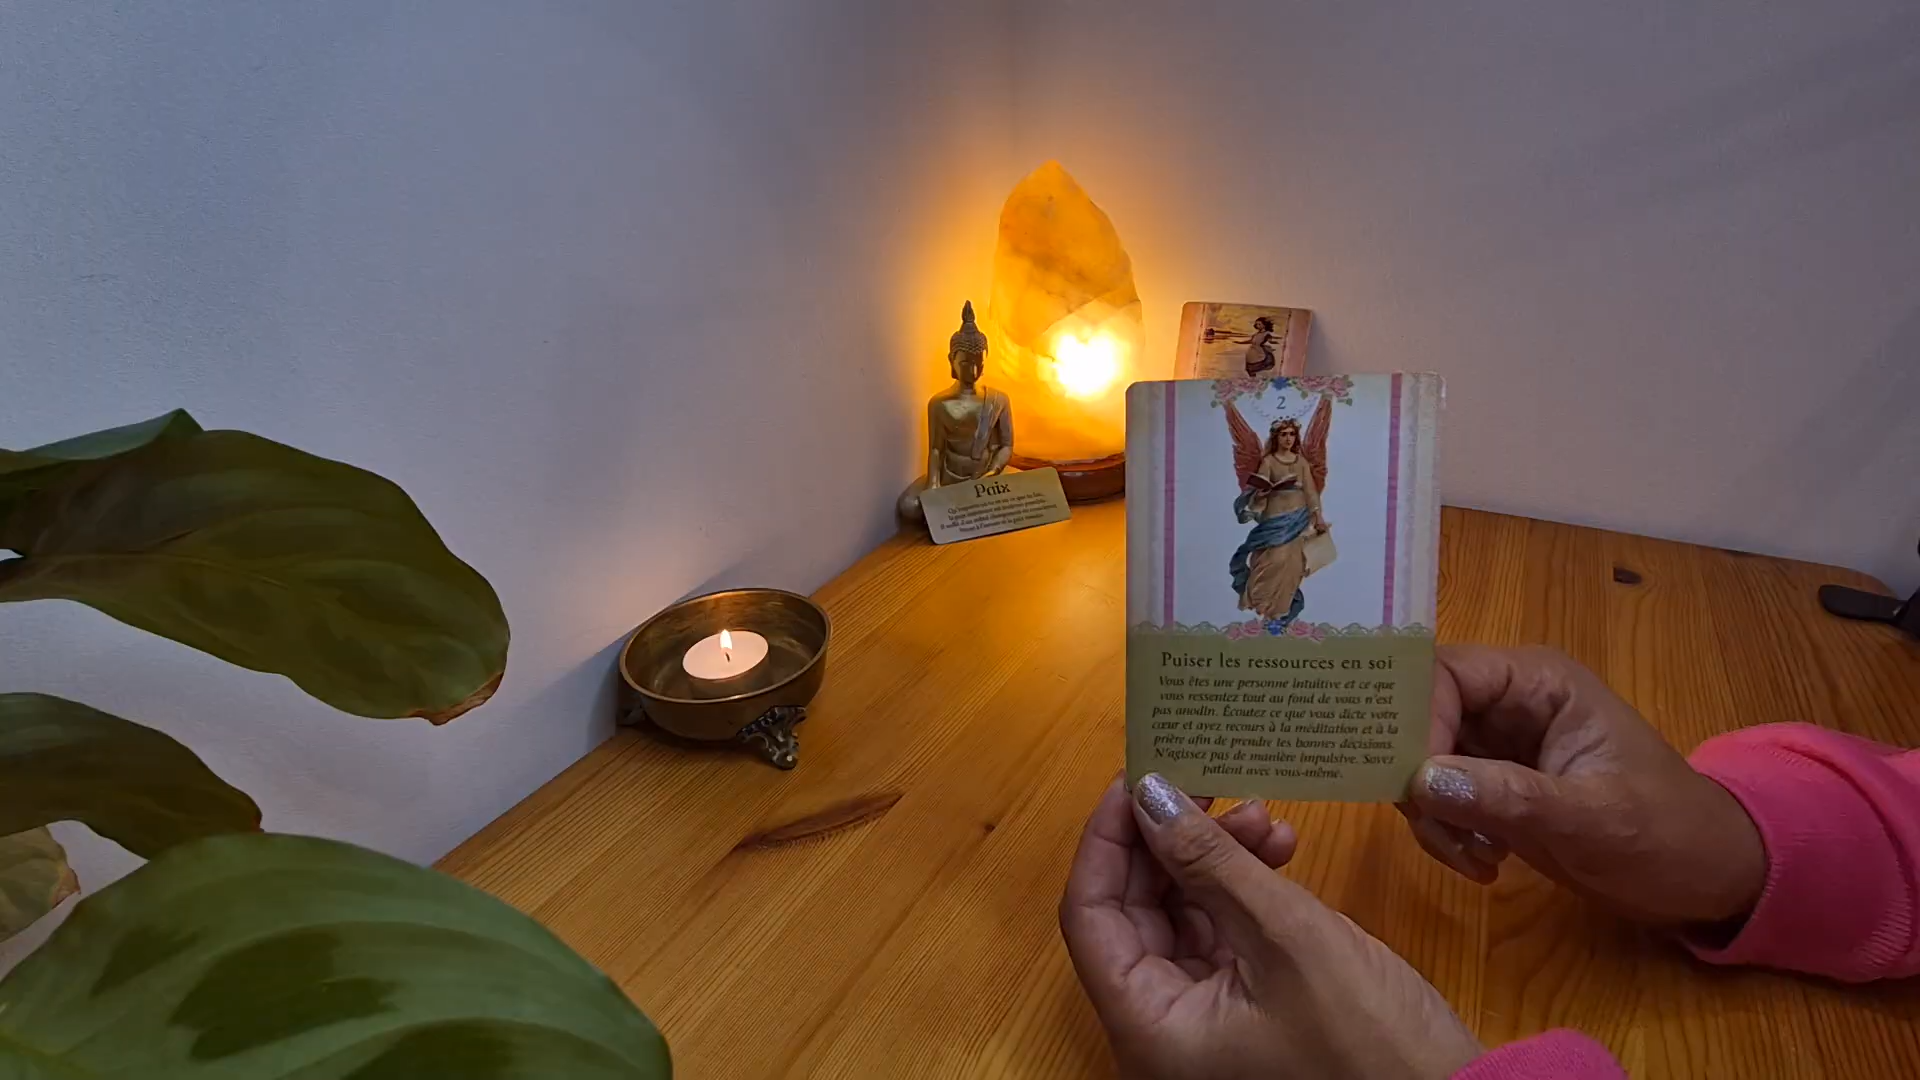 Paix
2
Puiser les ressources en soi
Vous êtes une personne intuitive et ce que
vous ressentez tout au fond de vous n'est
pas anodin. Écoutez ce que vous dicte votre
cœur et ayez recours à la méditation et à la
prière afin de prendre les bonnes décisions.
N'agissez pas de manière impulsive. Soyez
patient avec vous-même.